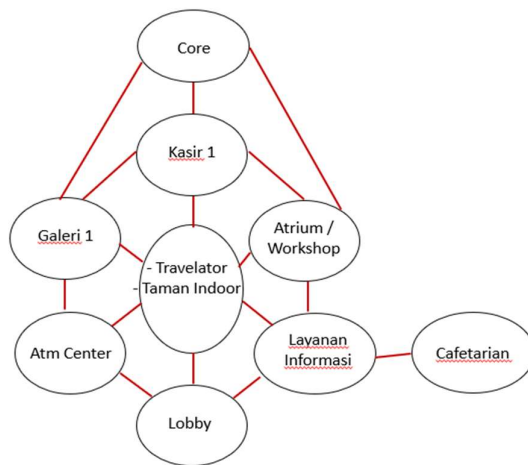 Core
Kasir 1
Galeri 1
Atrium /
Workshop
- Travelator
- Taman Indoor
Atm Center
Layanan
Informasi
Cafetarian
Lobby